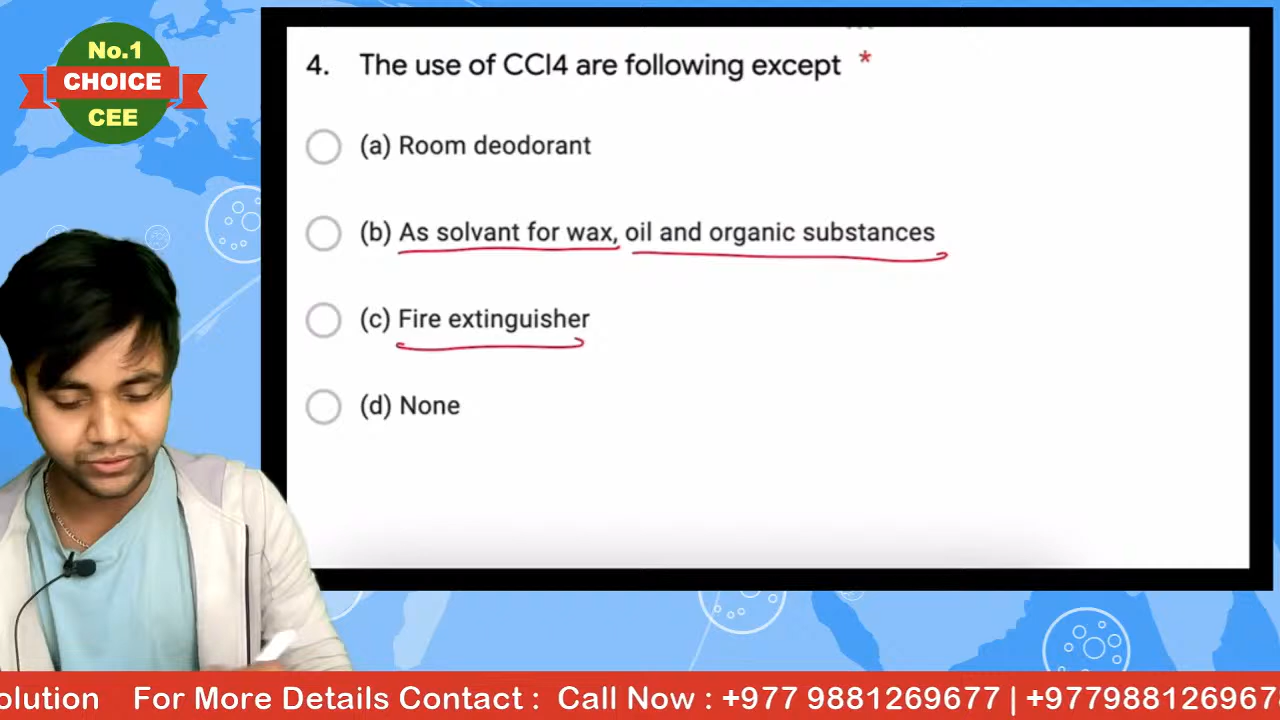 No.1
CHOICE
CEE
4. The use of CCl4 are following except *
(a) Room deodorant
(b) As solvant for wax, oil and organic substances
(c) Fire extinguisher
(d) None
olution For More Details Contact : Call Now : +977 9881269677 | +977988126967